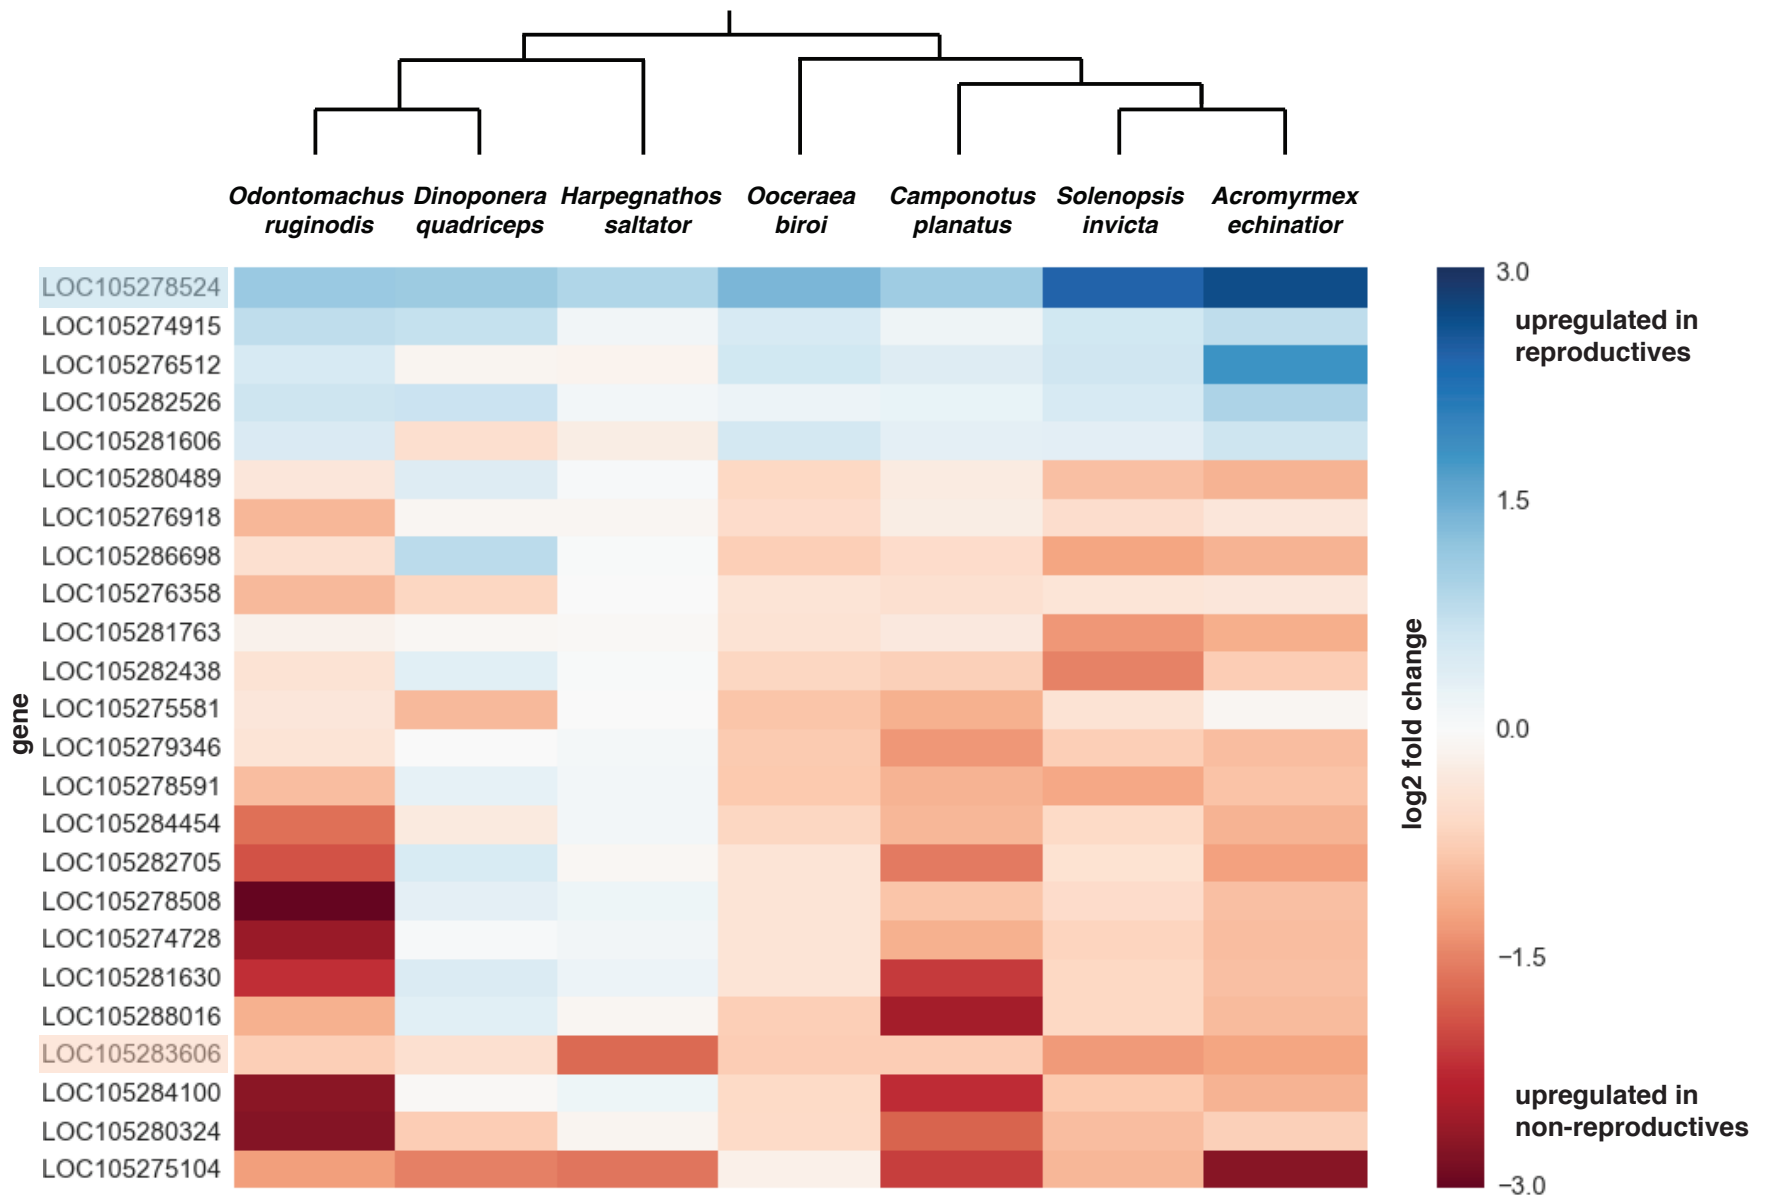 Odontomachus Dinoponera Harpegnathos Ooceraea Camponotus Solenopsis Acromyrmex
ruginodis quadriceps saltator biroi planatus invicta echinatior
LOC105278524
LOC105274915
LOC105276512
LOC105282526
LOC105281606
LOC105280489
LOC105276918
LOC105286698
LOC105276358
LOC105281763
LOC105282438
LOC105275581
LOC105279346
LOC105278591
LOC105284454
LOC105282705
LOC105278508
LOC105274728
LOC105281630
LOC105288016
LOC105283606
LOC105284100
LOC105280324
LOC105275104
gene
log2 fold change
3.0
1.5
0.0
−1.5
−3.0
upregulated in
reproductives
upregulated in
non-reproductives